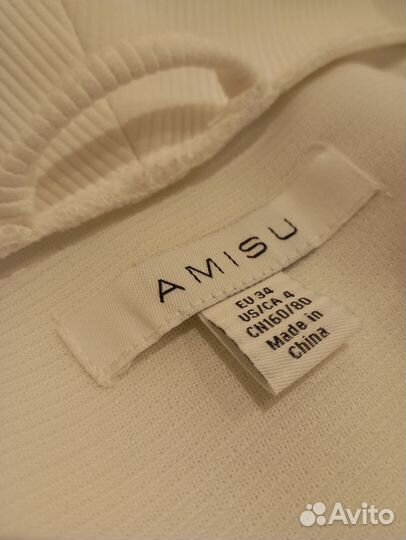 AMISU
EU 34
US/CA 4
CN160/80
Made in
China
Avito